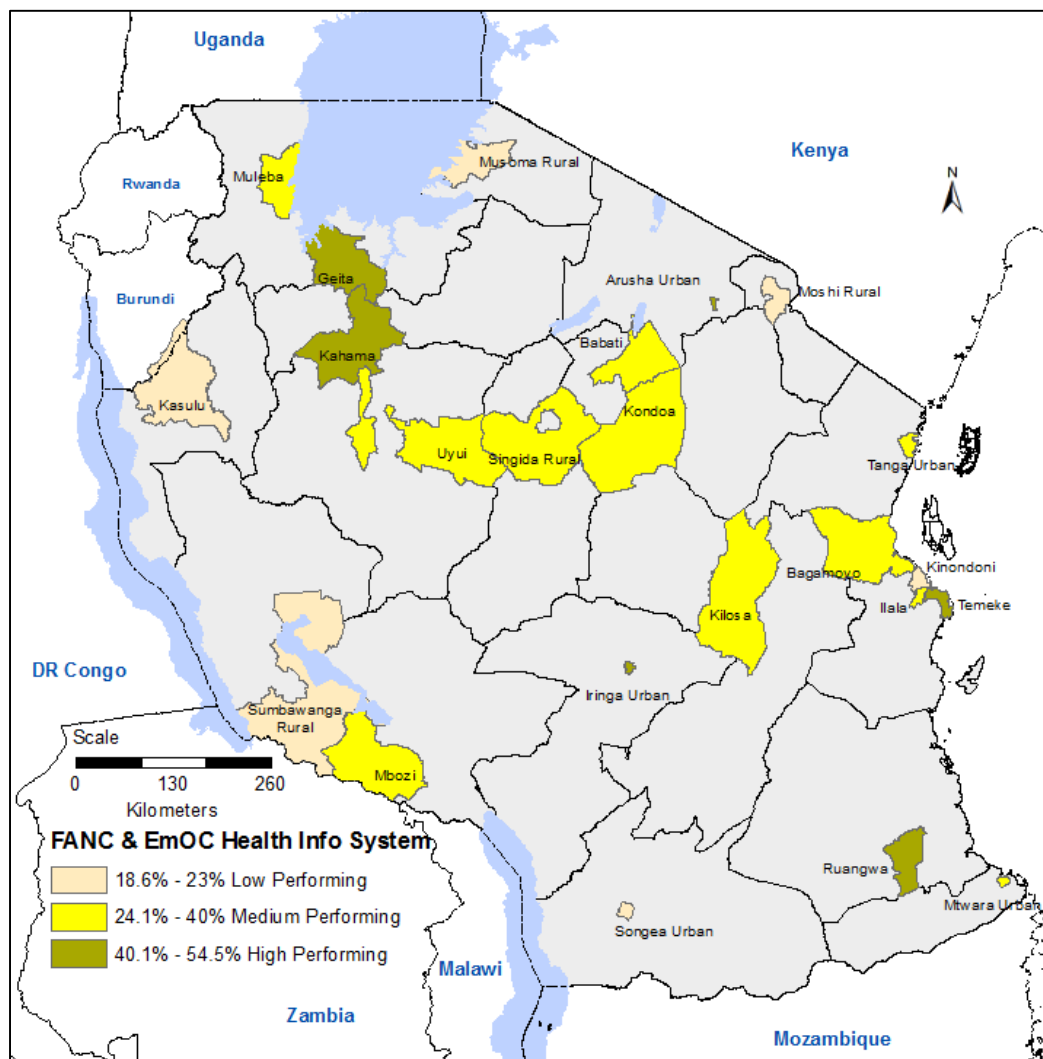 Uganda
Kenya
N
Musoma Rural
Muleba
Rwanda
Geita
Arusha Urban
Moshi Rural
Burundi
Babati
Kahama
Kasulu
Kondoa
Uyui
Singida Rural
Tanga Urban
Kinondoni
Bagamoyo
Ilala
Temeke
Kilosa
DR Congo
Iringa Urban
Sumbawanga
Rural
Scale
Mbozi
0 130 260
Kilometers
FANC & EmOC Health Info System
18.6% - 23% Low Performing
24.1% - 40% Medium Performing
40.1% - 54.5% High Performing
Ruangwa
Mtwara Urban
Songea Urban
Malawi
Zambia
Mozambique